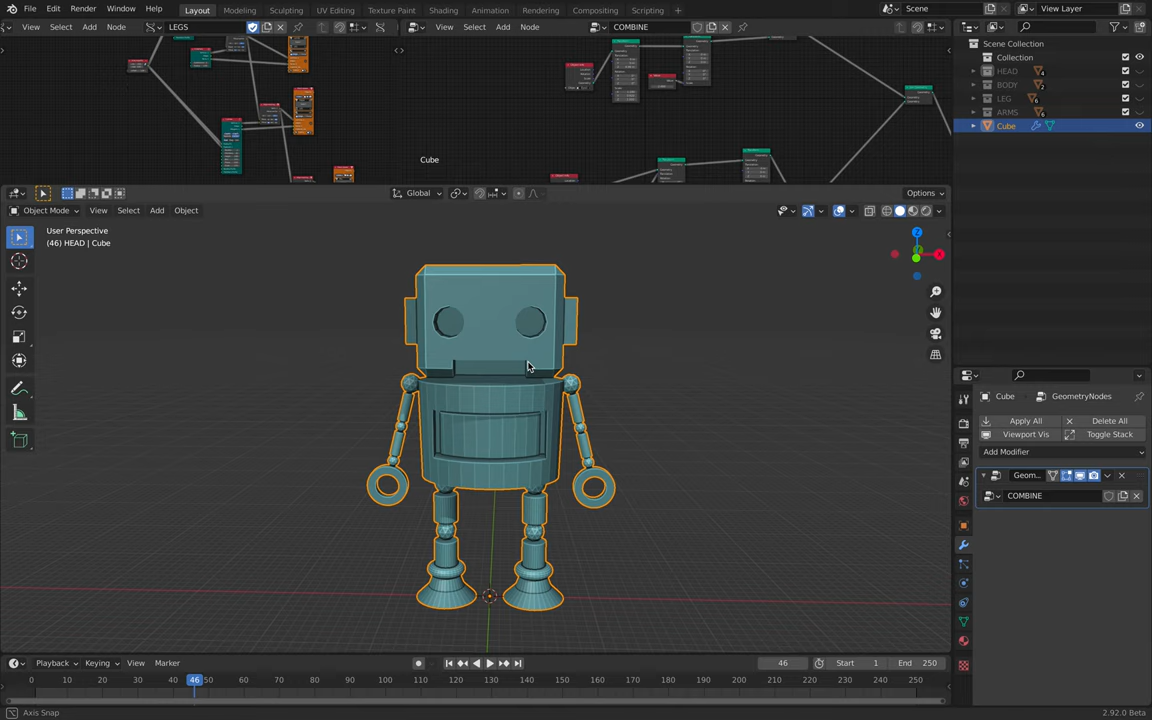 File Edit Render Window Help Layout Modeling Sculpting UV Editing Texture Paint Shading Animation Rendering Compositing Scripting + Scene View Layer
View Select Add Node LEGS View Select Add Node COMBINE
Scene Collection
Collection
HEAD 4
BODY 2
LEG 6
ARMS 6
Cube
Cube
Global Options
Object Mode View Select Add Object
User Perspective
(46) HEAD | Cube
Z
X
Cube GeometryNodes
Apply All Delete All
Viewport Vis Toggle Stack
Add Modifier
Geom...
COMBINE
Playback Keying View Marker 46 Start 1 End 250
0 10 20 30 40 46 50 60 70 80 90 100 110 120 130 140 150 160 170 180 190 200 210 220 230 240 250
Axis Snap 2.92.0 Beta